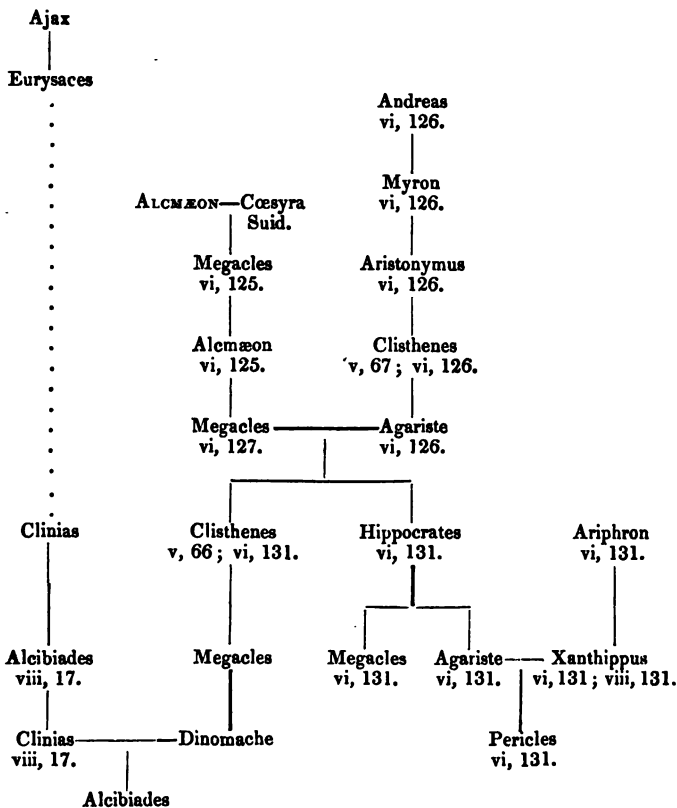 Ajax
Eurysaces
Andreas
vi, 126.
Myron
vi, 126.
ALCMÆON—Cœsyra
Suid.
Megacles
vi, 125.
Aristonymus
vi, 126.
Alcmæon
vi, 125.
Clisthenes
v, 67 ; vi, 126.
Megacles
vi, 127.
Agariste
vi, 126.
Clinias
Clisthenes
v, 66 ; vi, 131.
Hippocrates
vi, 131.
Ariphron
vi, 131.
Alcibiades
viii, 17.
Megacles
Megacles
vi, 131.
Agariste
vi, 131.
Xanthippus
vi, 131 ; viii, 131.
Clinias
viii, 17.
Dinomache
Pericles
vi, 131.
Alcibiades